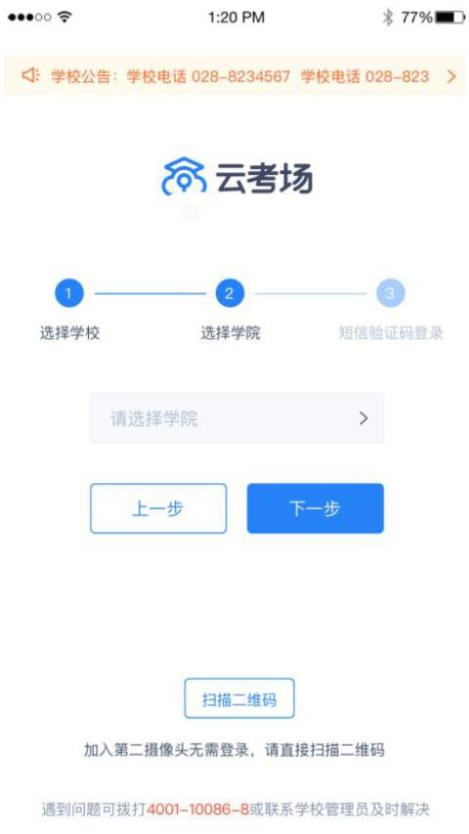 1:20 PM
77%
学校公告：学校电话 028-8234567 学校电话 028-823
云考场
1
2
3
选择学校
选择学院
短信验证码登录
请选择学院
上一步
下一步
扫描二维码
加入第二摄像头无需登录，请直接扫描二维码
遇到问题可拨打4001-10086-8或联系学校管理员及时解决